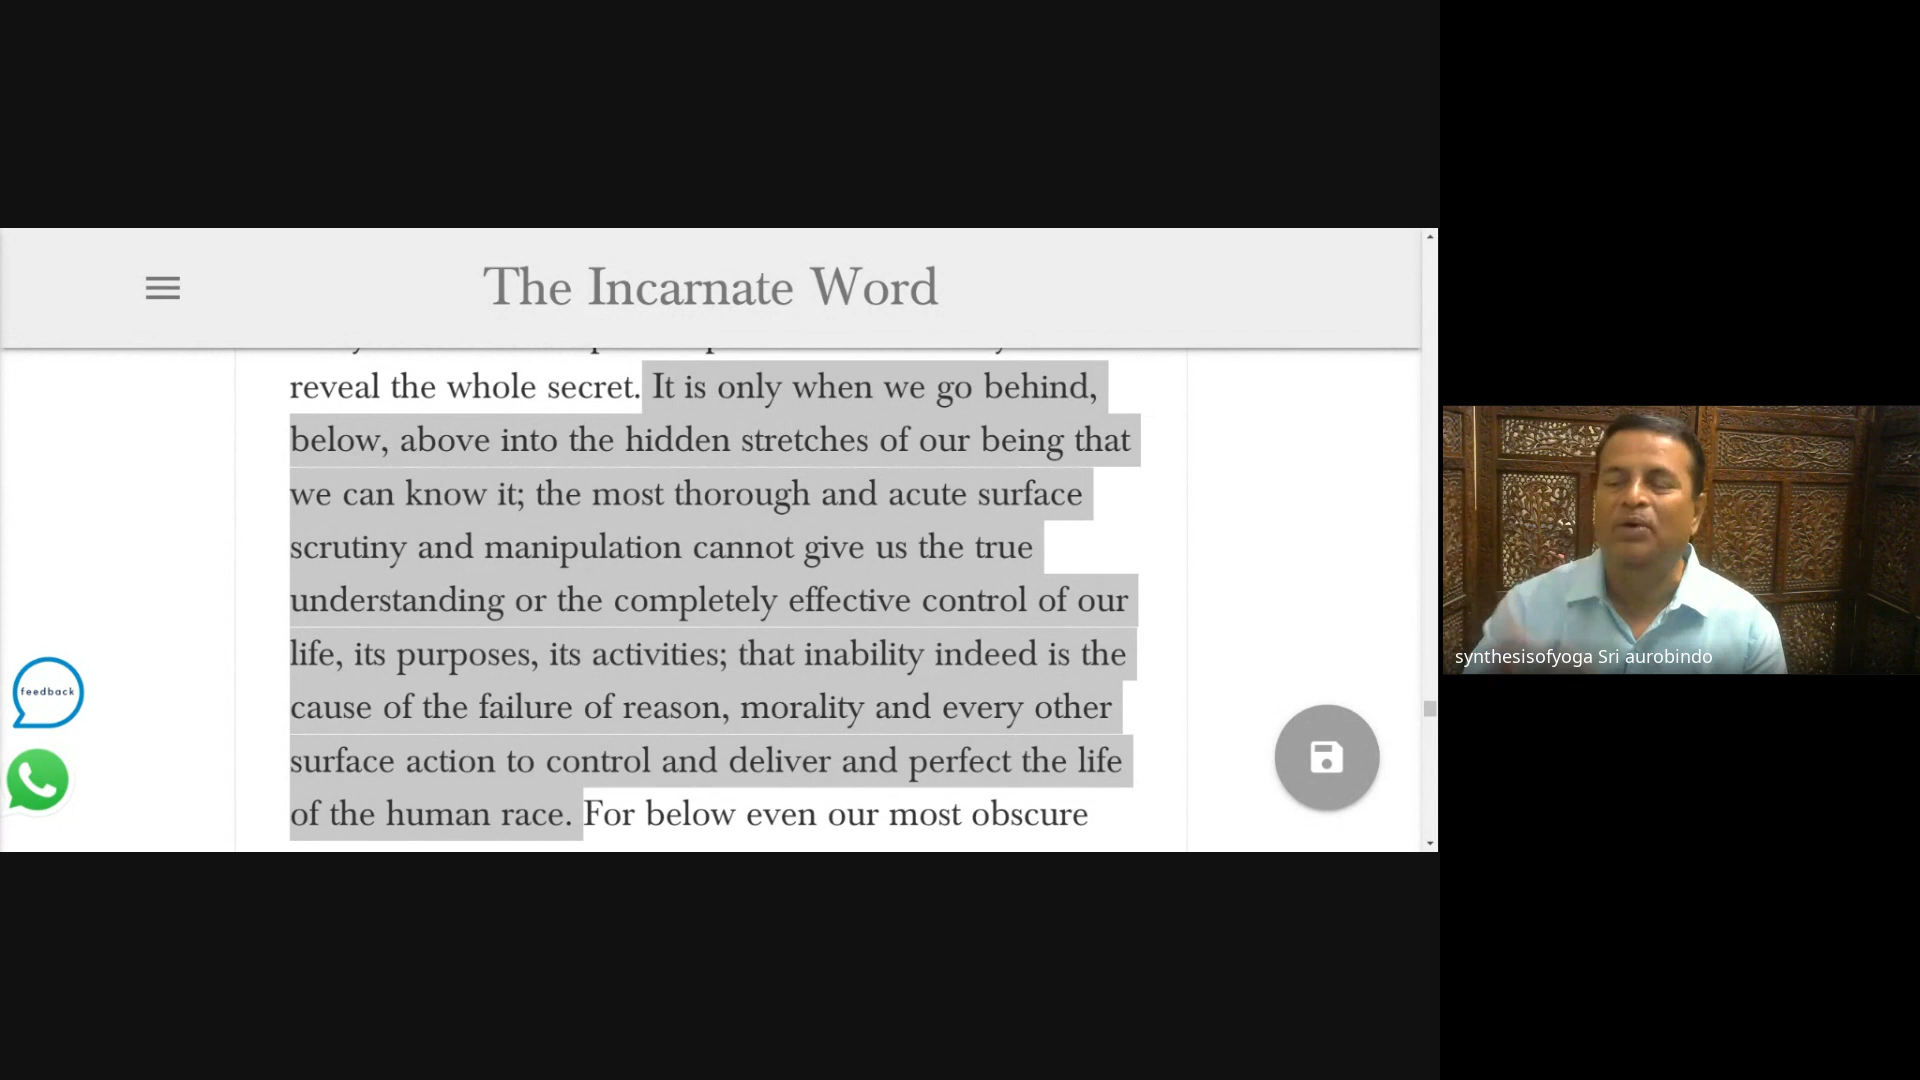 The Incarnate Word
reveal the whole secret. It is only when we go behind,
below, above into the hidden stretches of our being that
we can know it; the most thorough and acute surface
scrutiny and manipulation cannot give us the true
understanding or the completely effective control of our
life, its purposes, its activities; that inability indeed is the
cause of the failure of reason, morality and every other
surface action to control and deliver and perfect the life
of the human race. For below even our most obscure
feedback
synthesisofyoga Sri aurobindo